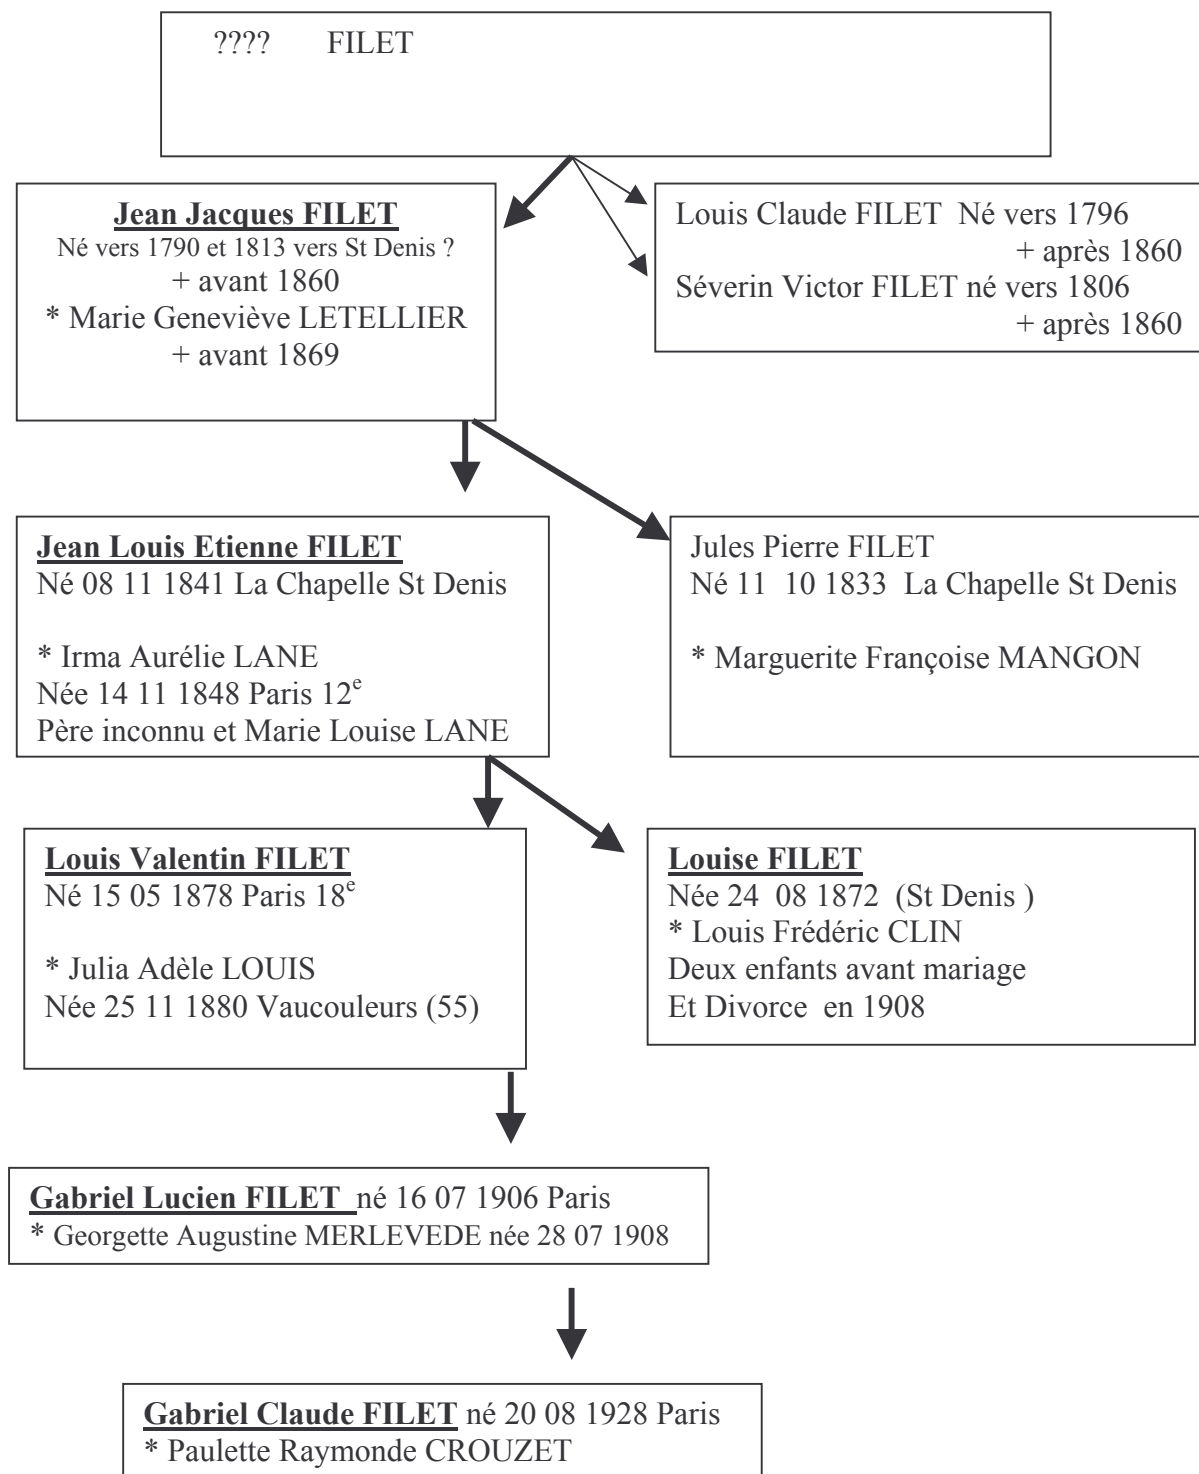 ???? FILET
Jean Jacques FILET
Né vers 1790 et 1813 vers St Denis ?
+ avant 1860
* Marie Geneviève LETELLIER
+ avant 1869
Louis Claude FILET Né vers 1796
+ après 1860
Séverin Victor FILET né vers 1806
+ après 1860
Jean Louis Etienne FILET
Né 08 11 1841 La Chapelle St Denis
* Irma Aurélie LANE
Née 14 11 1848 Paris 12e
Père inconnu et Marie Louise LANE
Jules Pierre FILET
Né 11 10 1833 La Chapelle St Denis
* Marguerite Françoise MANGON
Louis Valentin FILET
Né 15 05 1878 Paris 18e
* Julia Adèle LOUIS
Née 25 11 1880 Vaucouleurs (55)
Louise FILET
Née 24 08 1872 (St Denis )
* Louis Frédéric CLIN
Deux enfants avant mariage
Et Divorce en 1908
Gabriel Lucien FILET né 16 07 1906 Paris
* Georgette Augustine MERLEVEDE née 28 07 1908
Gabriel Claude FILET né 20 08 1928 Paris
* Paulette Raymonde CROUZET